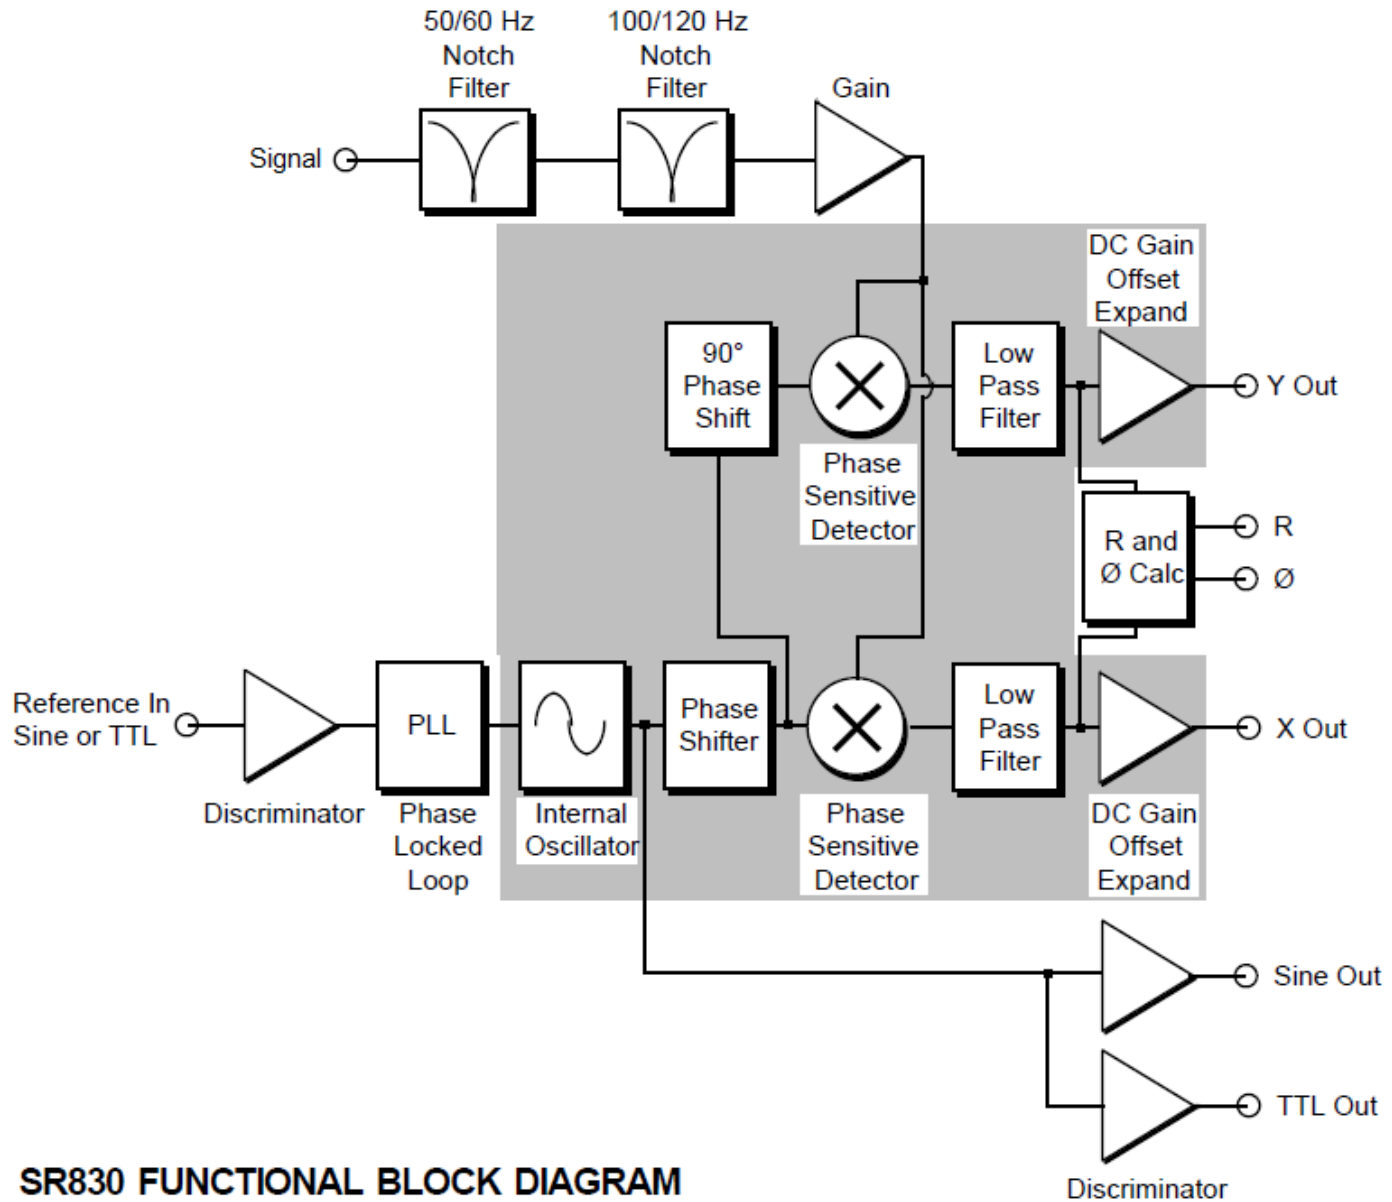 50/60 Hz
Notch
Filter
100/120 Hz
Notch
Filter
Gain
Signal
DC Gain
Offset
Expand
90°
Phase
Shift
Low
Pass
Filter
Y Out
Phase
Sensitive
Detector
R and
Ø Calc
R
Ø
Reference In
Sine or TTL
Discriminator
PLL
Phase
Locked
Loop
Internal
Oscillator
Phase
Shifter
Phase
Sensitive
Detector
Low
Pass
Filter
X Out
DC Gain
Offset
Expand
Sine Out
TTL Out
Discriminator
SR830 FUNCTIONAL BLOCK DIAGRAM